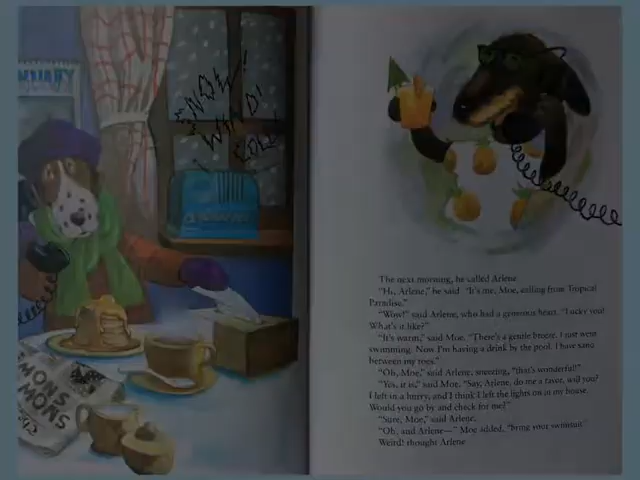 JANUARY
SNOW!
WIND!
COLD!
SNOW
SNOW
The next morning, he called Arlene.
"Hi, Arlene," he said. "It's me, Moe, calling from Tropical
Paradise."
"Wow!" said Arlene, who had a generous heart. "Lucky you!
What's it like?"
"It's warm," said Moe. "There's a gentle breeze. I just went
swimming. Now I'm having a drink by the pool. I have sand
between my toes."
"Oh, Moe," said Arlene, sneezing, "that's wonderful!"
"Yes, it is," said Moe. "Say, Arlene, do me a favor, will you?
I left in a hurry, and I think I left the lights on in my house.
Would you go by and check for me?"
"Sure, Moe," said Arlene.
"Oh, and Arlene—" Moe added, "bring your swimsuit."
Weird! thought Arlene.